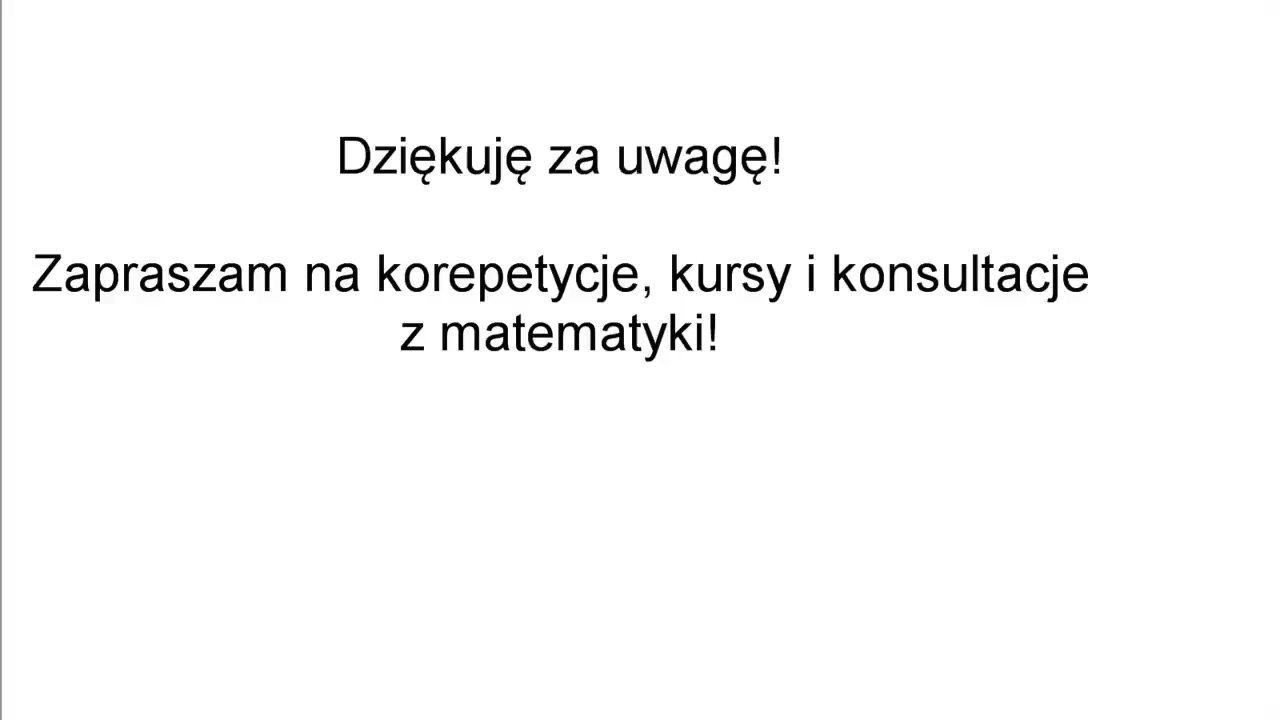 Dziękuję za uwagę!
Zapraszam na korepetycje, kursy i konsultacje
z matematyki!